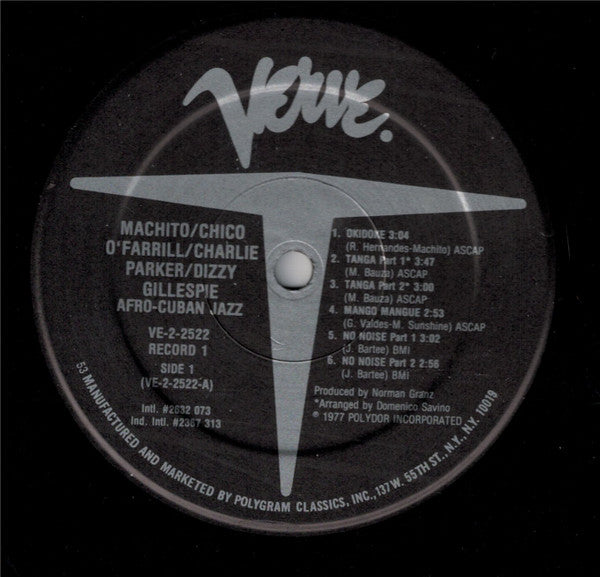 Verve.
MACHITO/CHICO
O'FARRILL/CHARLIE
PARKER/DIZZY
GILLESPIE
AFRO-CUBAN JAZZ
VE-2-2522
RECORD 1
SIDE 1
(VE-2-2522-A)
Intl. #2632 073
Ind. Intl. #2367 313
1. OKIDOKE 3:04
(R. Hernandes-Machito) ASCAP
2. TANGA Part 1* 3:47
(M. Bauza) ASCAP
3. TANGA Part 2* 3:00
(M. Bauza) ASCAP
4. MANGO MANGUE 2:53
(G. Valdes-M. Sunshine) ASCAP
5. NO NOISE Part 1 3:02
(J. Bartee) BMI
6. NO NOISE Part 2 2:56
(J. Bartee) BMI
Produced by Norman Granz
*Arranged by Domenico Savino
℗ 1977 POLYDOR INCORPORATED
53 MANUFACTURED AND MARKETED BY POLYGRAM CLASSICS, INC., 137 W. 55TH ST., N.Y., N.Y. 10019